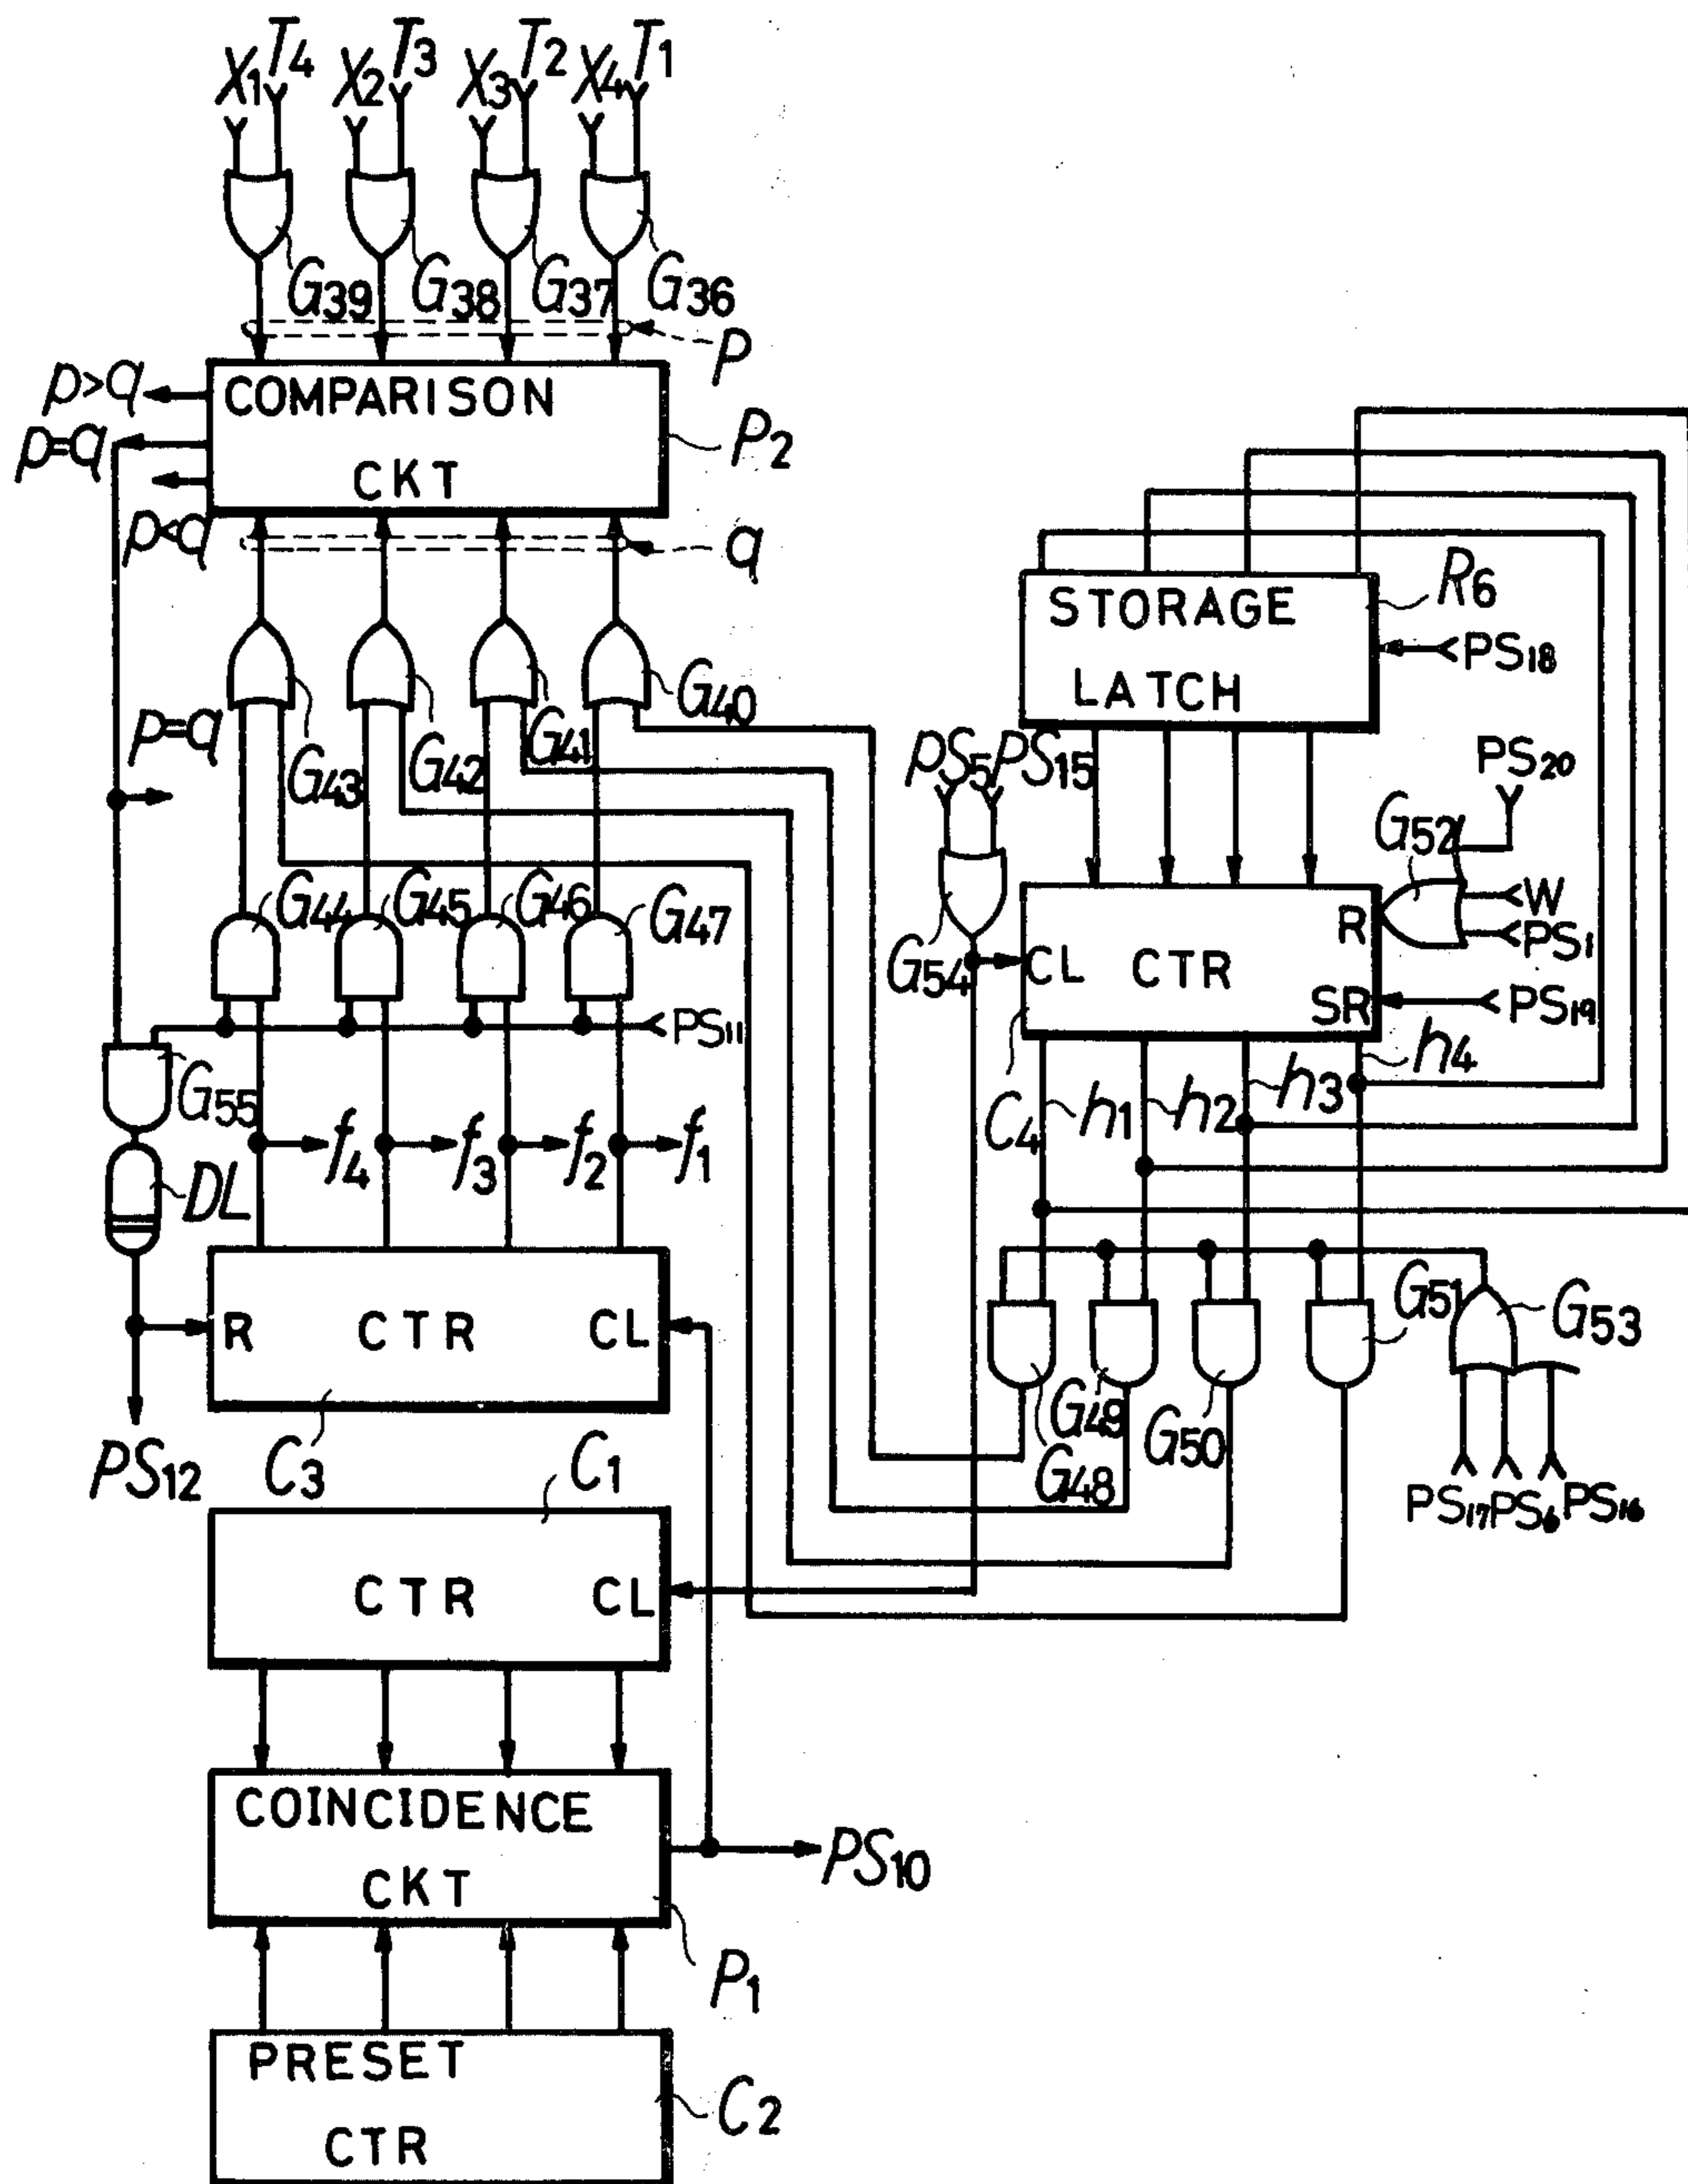 X1 T4 X2 T3 X3 T2 X4 T1
G39 G38 G37 G36
P
p>q
COMPARISON
p=q
P2
CKT
p<q
q
STORAGE
R6
LATCH
PS18
G40
p=q
G43 G42 G41
PS5 PS15
PS20
G52
G44 G45 G46 G47
W
R
PS1
G54
CL CTR
SR
PS19
PS11
G55
h4
h3
C4 h1 h2
f4 f3 f2 f1
DL
G51
G53
R CTR CL
G49
G50
G48
PS12 C3 C1
PS17 PS6 PS16
CTR CL
COINCIDENCE
PS10
CKT
P1
PRESET
C2
CTR